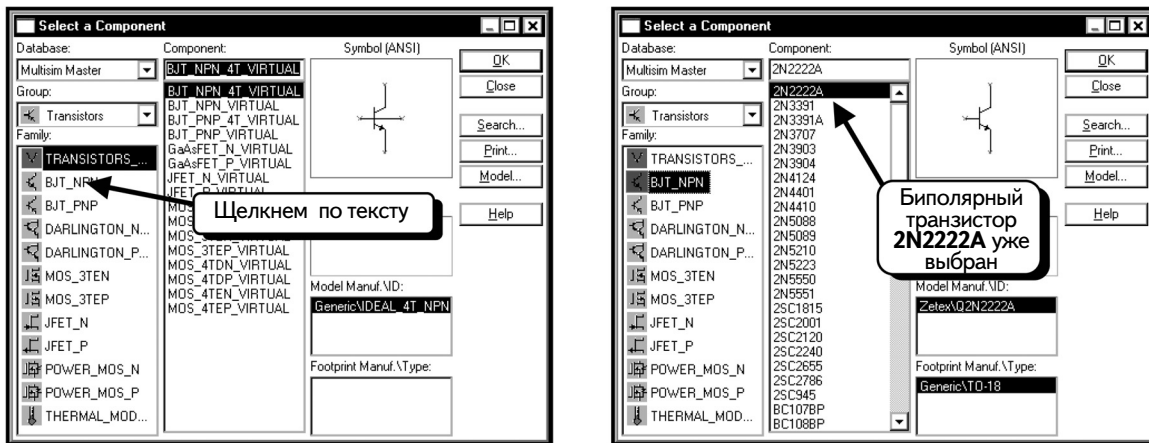 Select a Component
Database:
Multisim Master
Group:
Transistors
Family:
TRANSISTORS_...
BJT_NPN
BJT_PNP
DARLINGTON_N...
DARLINGTON_P...
MOS_3TEN
MOS_3TEP
JFET_N
JFET_P
POWER_MOS_N
POWER_MOS_P
THERMAL_MOD...
Component:
BJT_NPN_4T_VIRTUAL
BJT_NPN_4T_VIRTUAL
BJT_NPN_VIRTUAL
BJT_PNP_4T_VIRTUAL
BJT_PNP_VIRTUAL
GaAsFET_N_VIRTUAL
GaAsFET_P_VIRTUAL
JFET_N_VIRTUAL
MOS_3TEP_VIRTUAL
MOS_4TDN_VIRTUAL
MOS_4TDP_VIRTUAL
MOS_4TEN_VIRTUAL
MOS_4TEP_VIRTUAL
Щелкнем по тексту
Symbol (ANSI)
Model Manuf.\ID:
Generic\IDEAL_4T_NPN
Footprint Manuf.\Type:
OK
Close
Search...
Print...
Model...
Help
Select a Component
Database:
Multisim Master
Group:
Transistors
Family:
TRANSISTORS_...
BJT_NPN
BJT_PNP
DARLINGTON_N...
DARLINGTON_P...
MOS_3TEN
MOS_3TEP
JFET_N
JFET_P
POWER_MOS_N
POWER_MOS_P
THERMAL_MOD...
Component:
2N2222A
2N2222A
2N3391
2N3391A
2N3707
2N3903
2N3904
2N4124
2N4401
2N4410
2N5088
2N5089
2N5210
2N5223
2N5550
2N5551
2SC1815
2SC2001
2SC2120
2SC2240
2SC2655
2SC2786
2SC945
BC107BP
BC108BP
Биполярный
транзистор
2N2222A уже
выбран
Symbol (ANSI)
Model Manuf.\ID:
Zetex\Q2N2222A
Footprint Manuf.\Type:
Generic\TO-18
OK
Close
Search...
Print...
Model...
Help